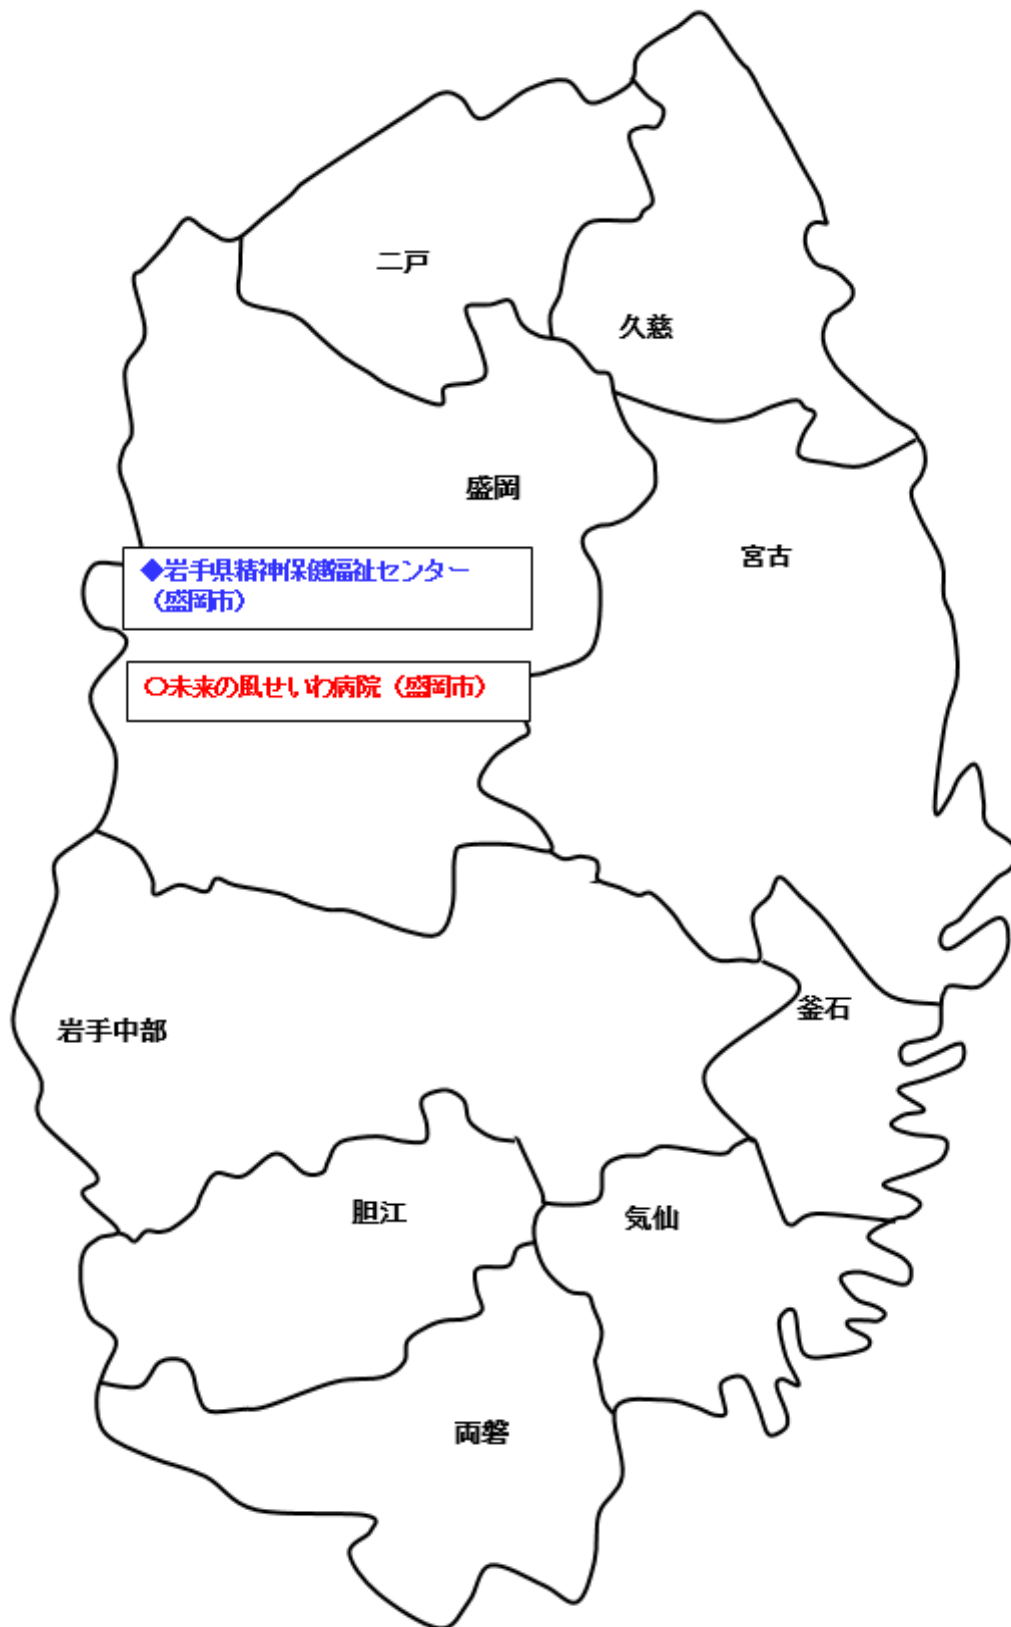 二戸
久慈
盛岡
宮古
◆岩手県精神保健福祉センター
（盛岡市）
〇未来の風せいわ病院（盛岡市）
釜石
岩手中部
胆江
気仙
両磐